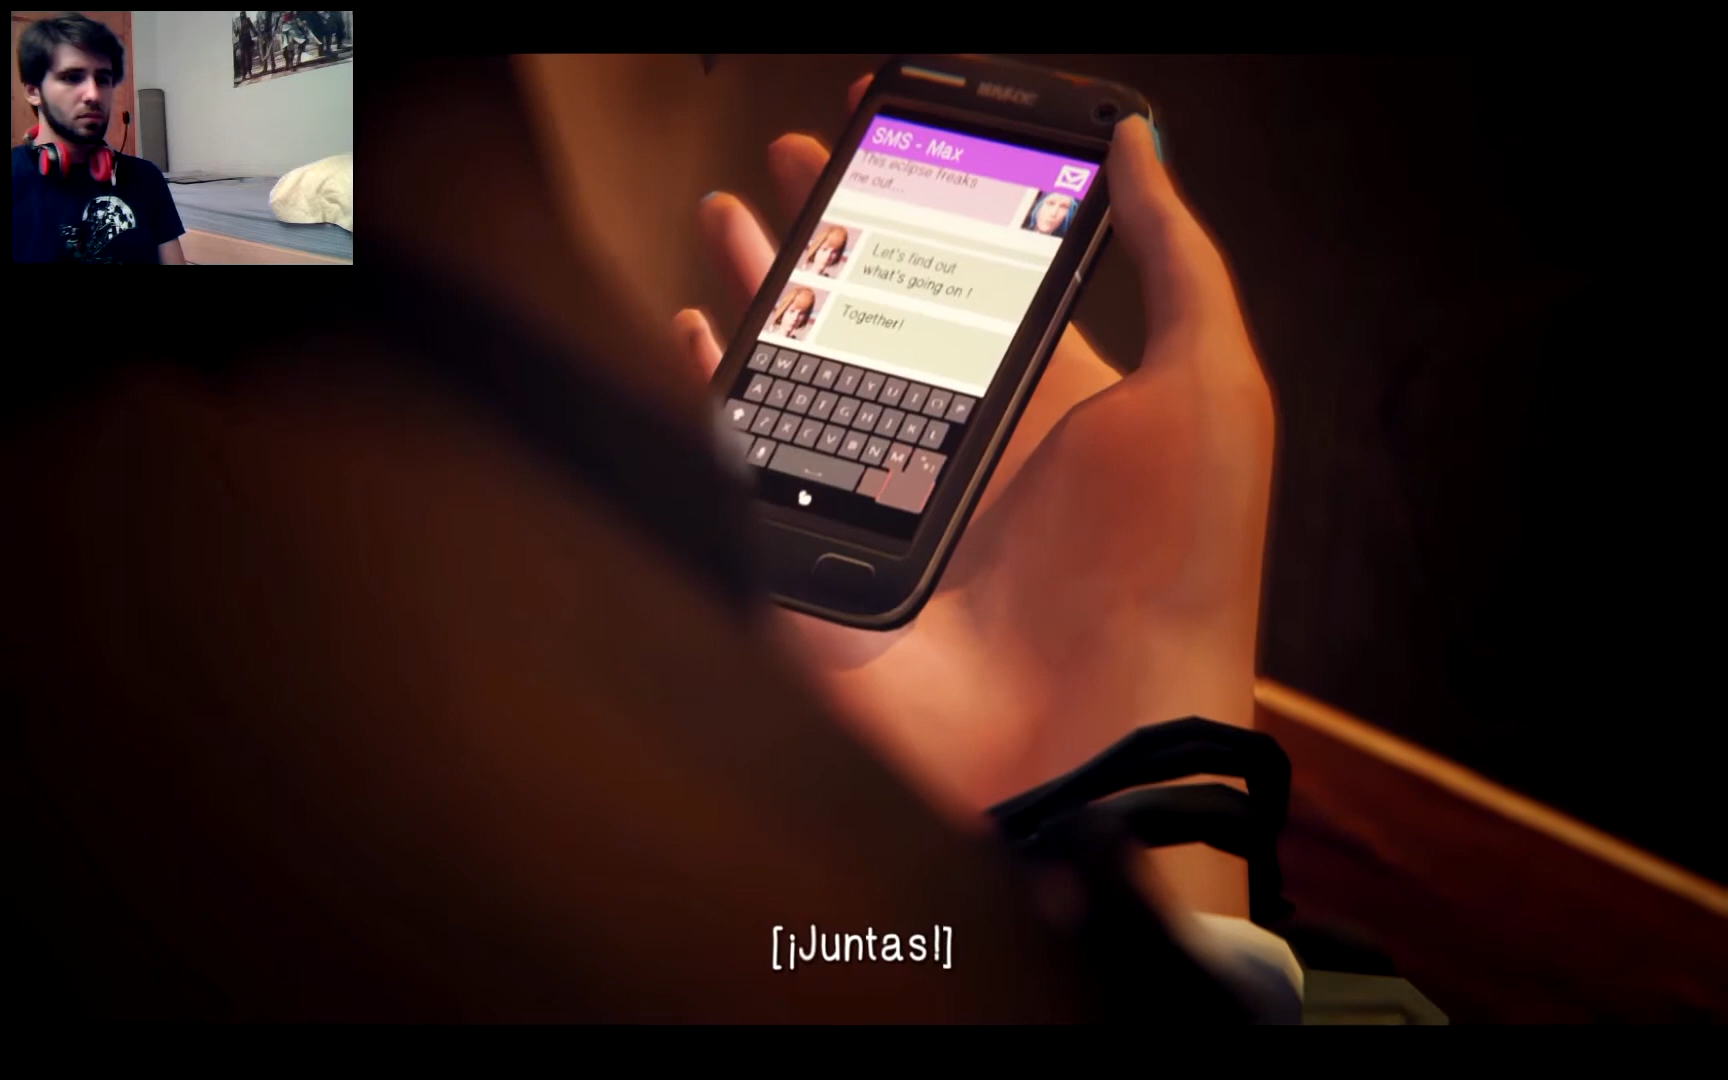 SMS - Max
This eclipse freaks
me out...
Let's find out
what's going on !
Together!
Q W E R T Y U I O P
A S D F G H J K L
Z X C V B N M
[¡Juntas!]